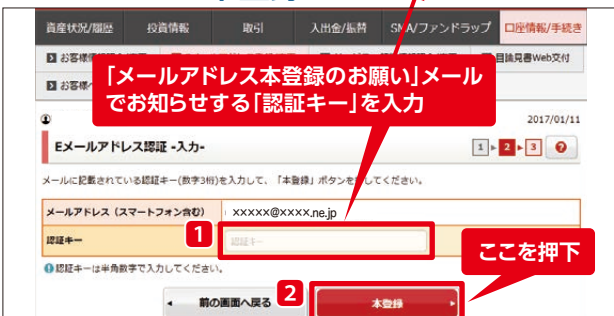 資産状況/履歴 投資情報 取引 入出金/振替 SMA/ファンドラップ 口座情報/手続き
お客様 目論見書Web交付
お客様へ
「メールアドレス本登録のお願い」メール
でお知らせする「認証キー」を入力
2017/01/11
Eメールアドレス認証 -入力- 1 2 3 ?
メールに記載されている認証キー(数字3桁)を入力して、「本登録」ボタンを押してください。
メールアドレス（スマートフォン含む） xxxxx@xxxx.ne.jp
認証キー 1 認証キー
ここを押下
認証キーは半角数字で入力してください。
前の画面へ戻る 2 本登録